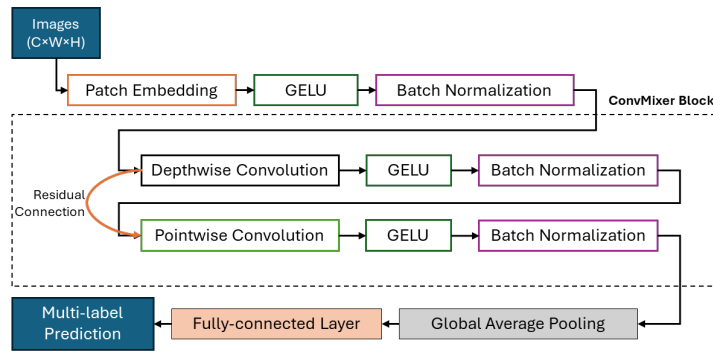 Images
(C×W×H)
Patch Embedding
GELU
Batch Normalization
ConvMixer Block
Depthwise Convolution
GELU
Batch Normalization
Residual
Connection
Pointwise Convolution
GELU
Batch Normalization
Multi-label
Prediction
Fully-connected Layer
Global Average Pooling